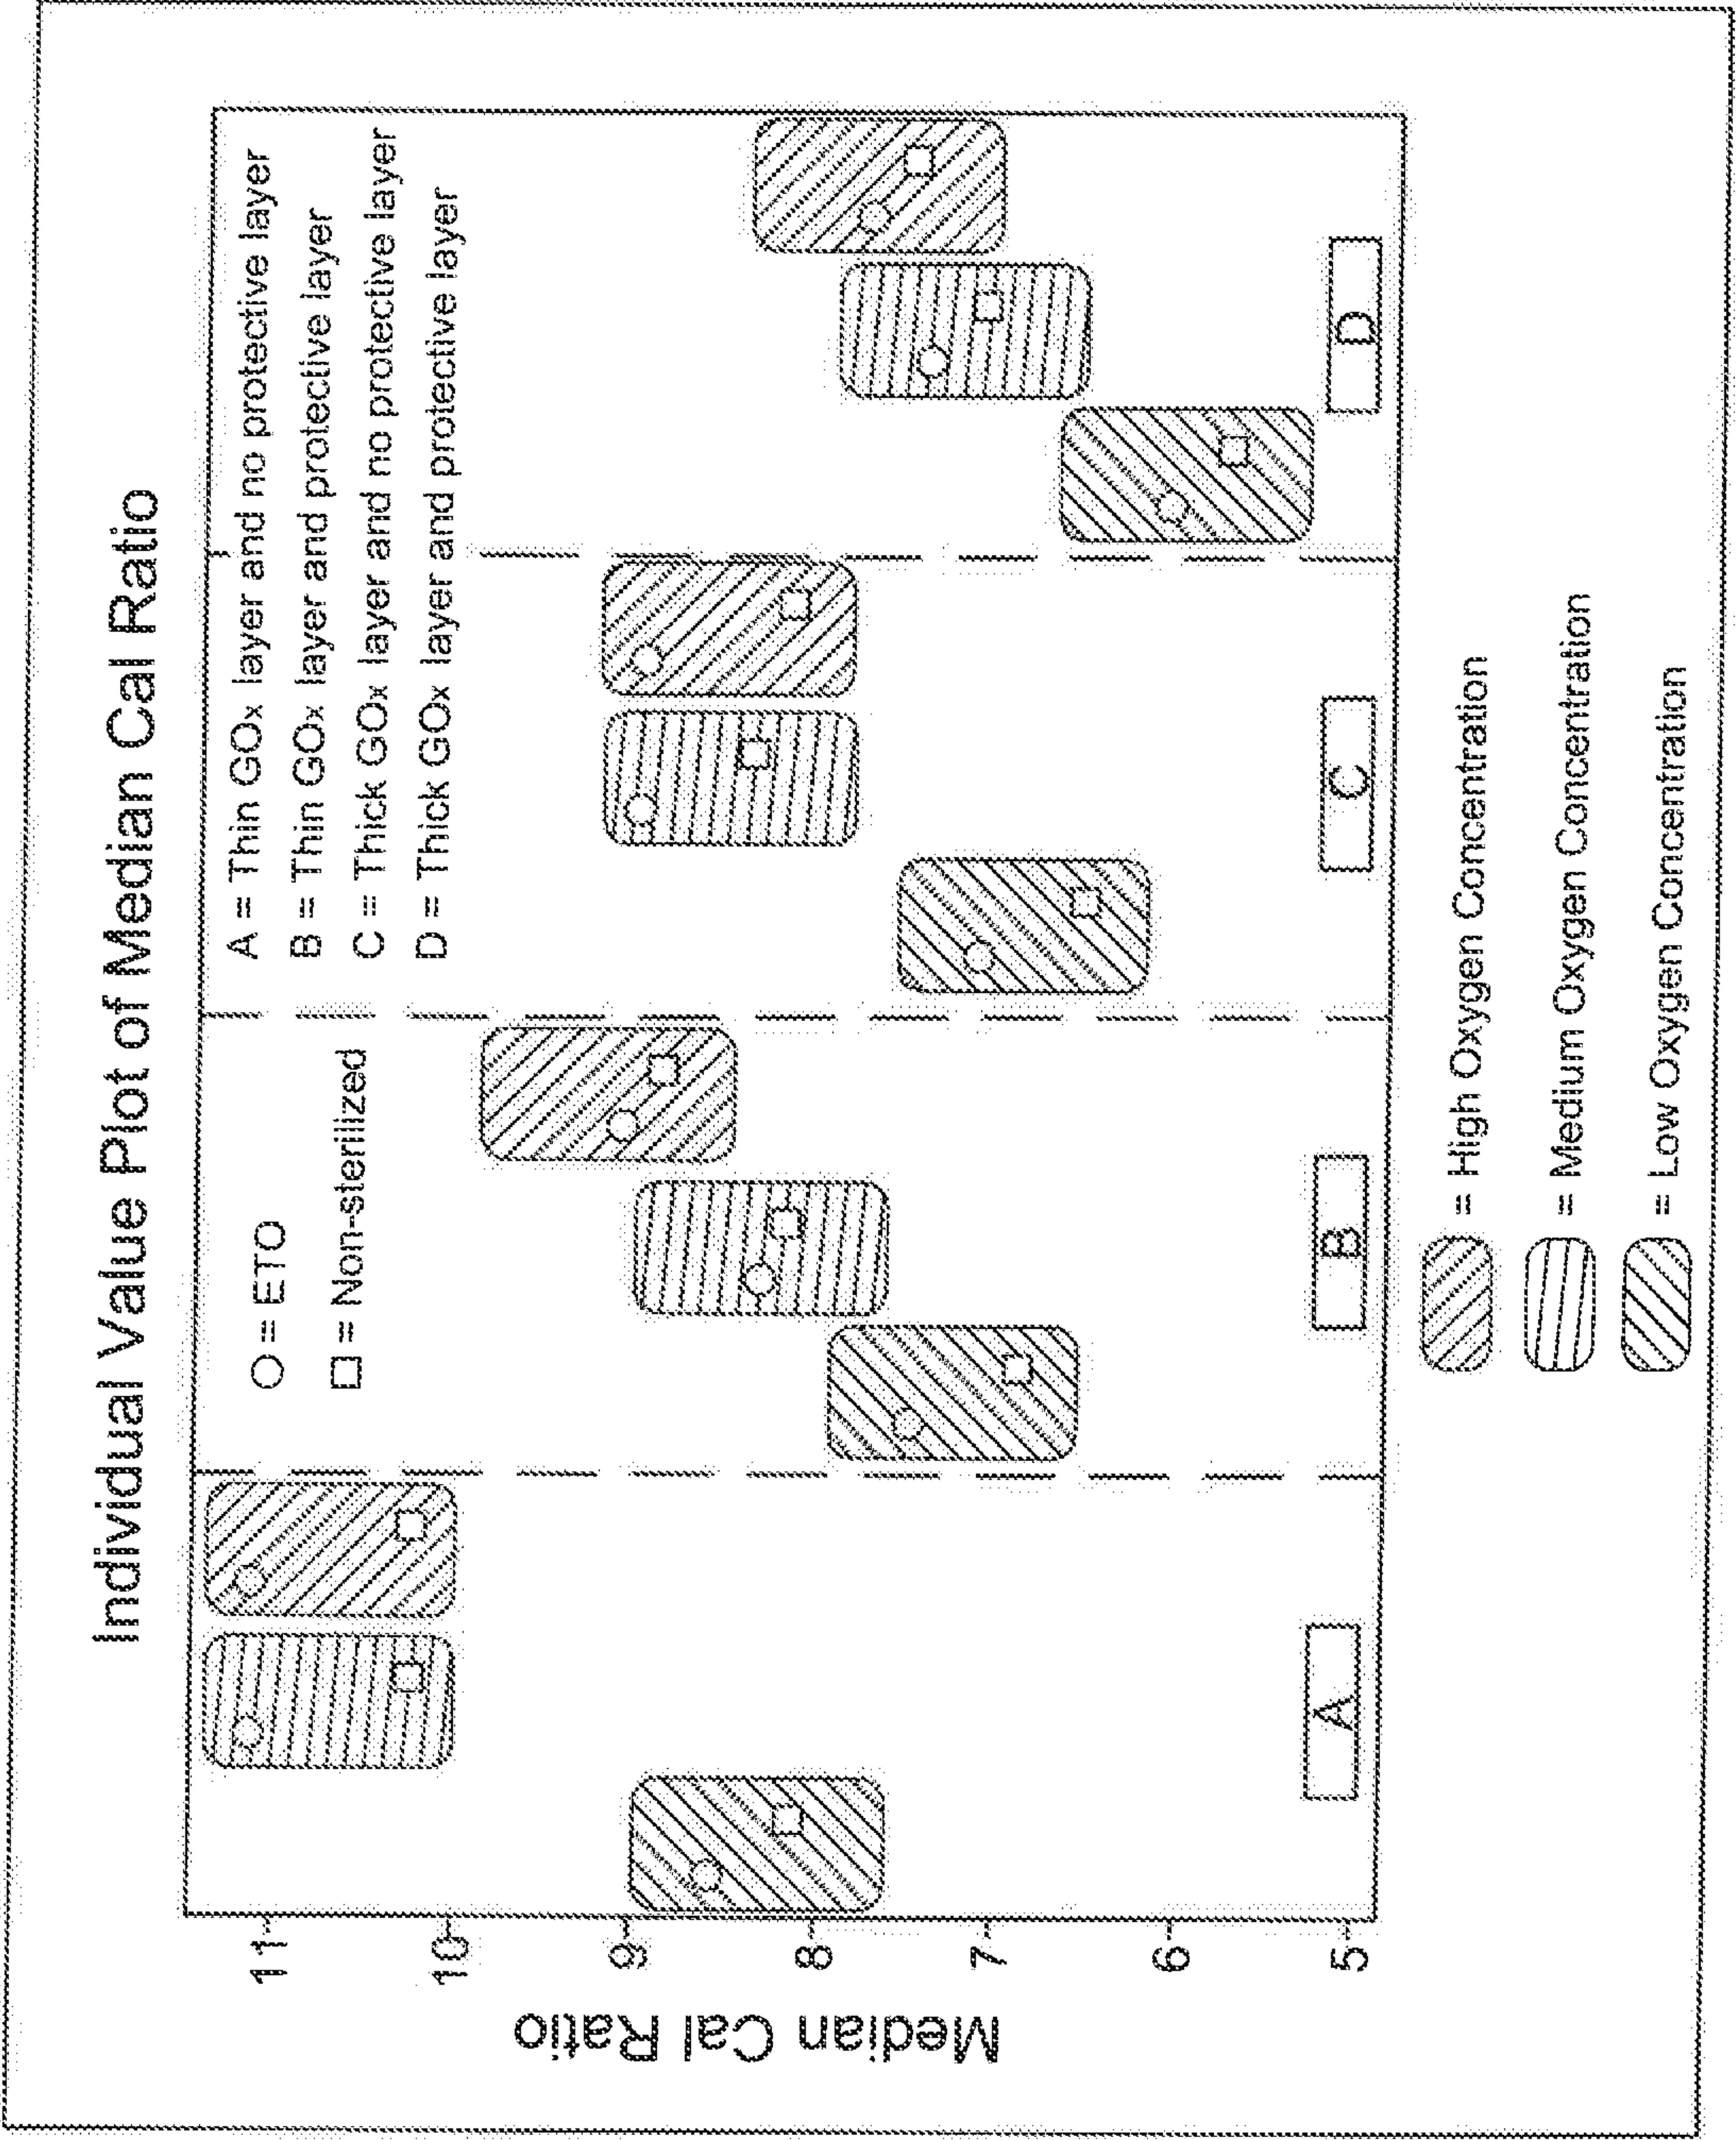 Individual Value Plot of Median Cal Ratio
Median Cal Ratio
11
10
9
8
7
6
5
○ = ETO
□ = Non-sterilized
A = Thin GOx layer and no protective layer
B = Thin GOx layer and protective layer
C = Thick GOx layer and no protective layer
D = Thick GOx layer and protective layer
A
B
C
D
= High Oxygen Concentration
= Medium Oxygen Concentration
= Low Oxygen Concentration